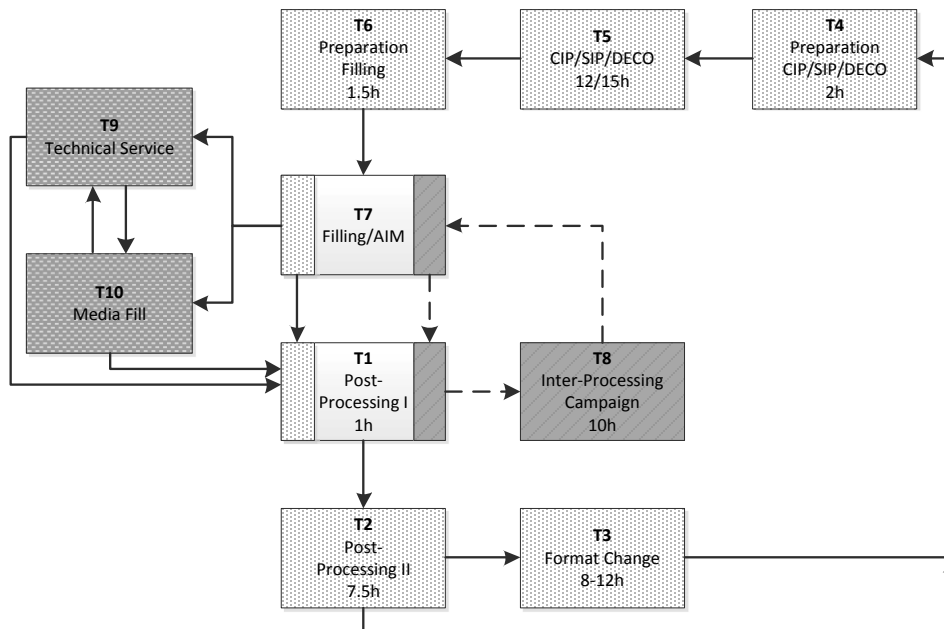 T6
Preparation
Filling
1.5h
T5
CIP/SIP/DECO
12/15h
T4
Preparation
CIP/SIP/DECO
2h
T9
Technical Service
T7
Filling/AIM
T10
Media Fill
T1
Post-
Processing I
1h
T8
Inter-Processing
Campaign
10h
T2
Post-
Processing II
7.5h
T3
Format Change
8-12h